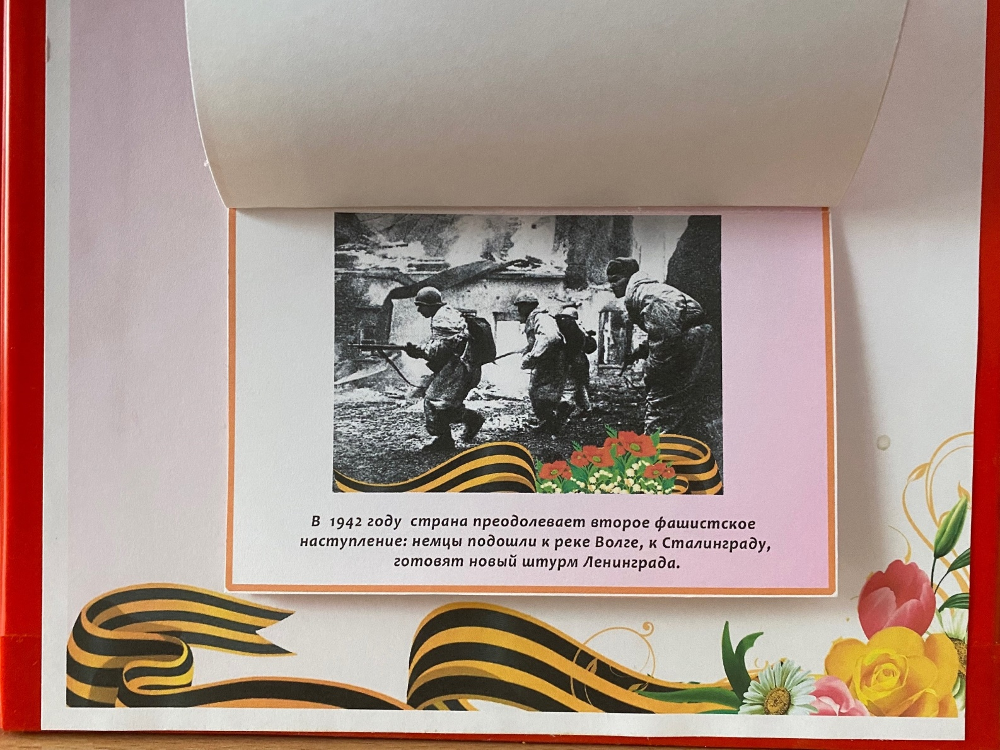 В 1942 году страна преодолевает второе фашистское
наступление: немцы подошли к реке Волге, к Сталинграду,
готовят новый штурм Ленинграда.